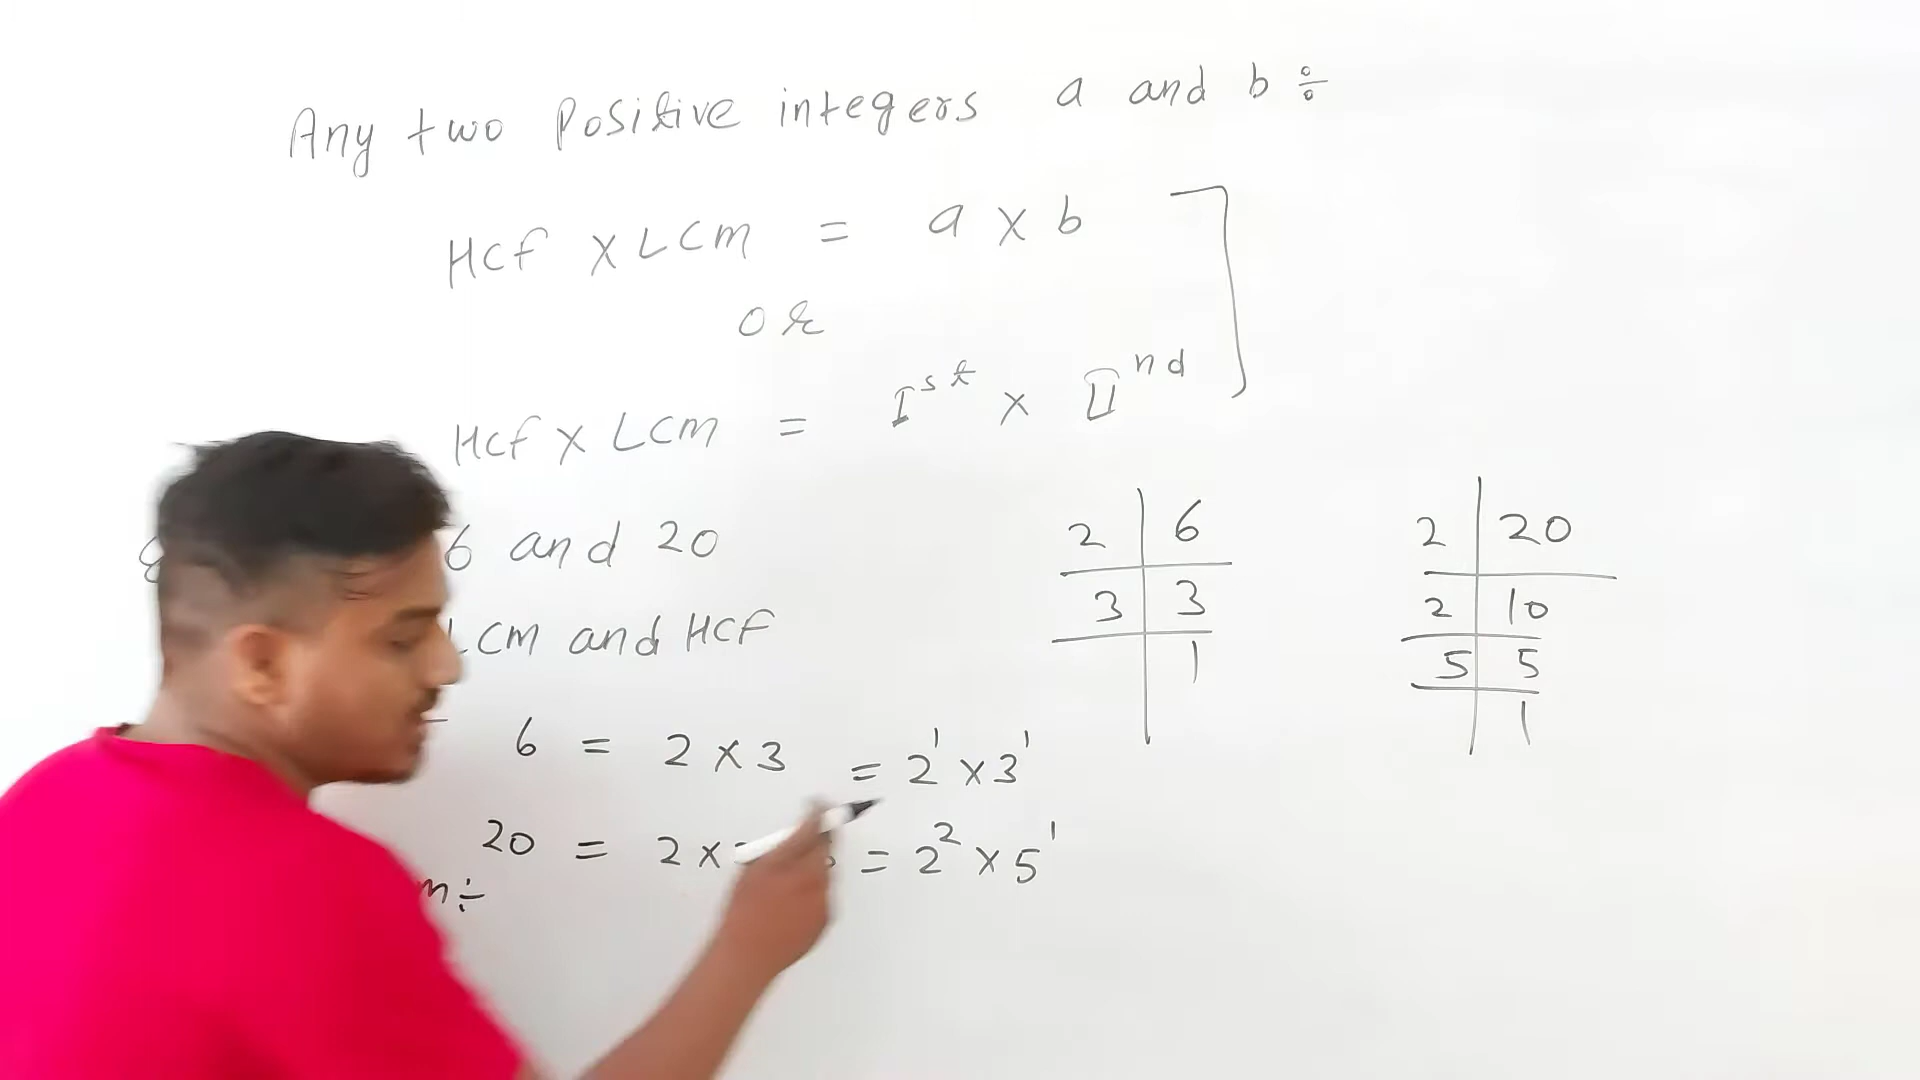 Any two Positive integers a and b ÷
HCf X LCM = a X b
OR
HCf X LCM = Ist X IInd
6 and 20
LCM and HCF
2 | 6
3 | 3
1
2 | 20
2 | 10
5 | 5
1
6 = 2 X 3 = 2¹ X 3¹
20 = 2 X = 2² X 5¹
m ÷